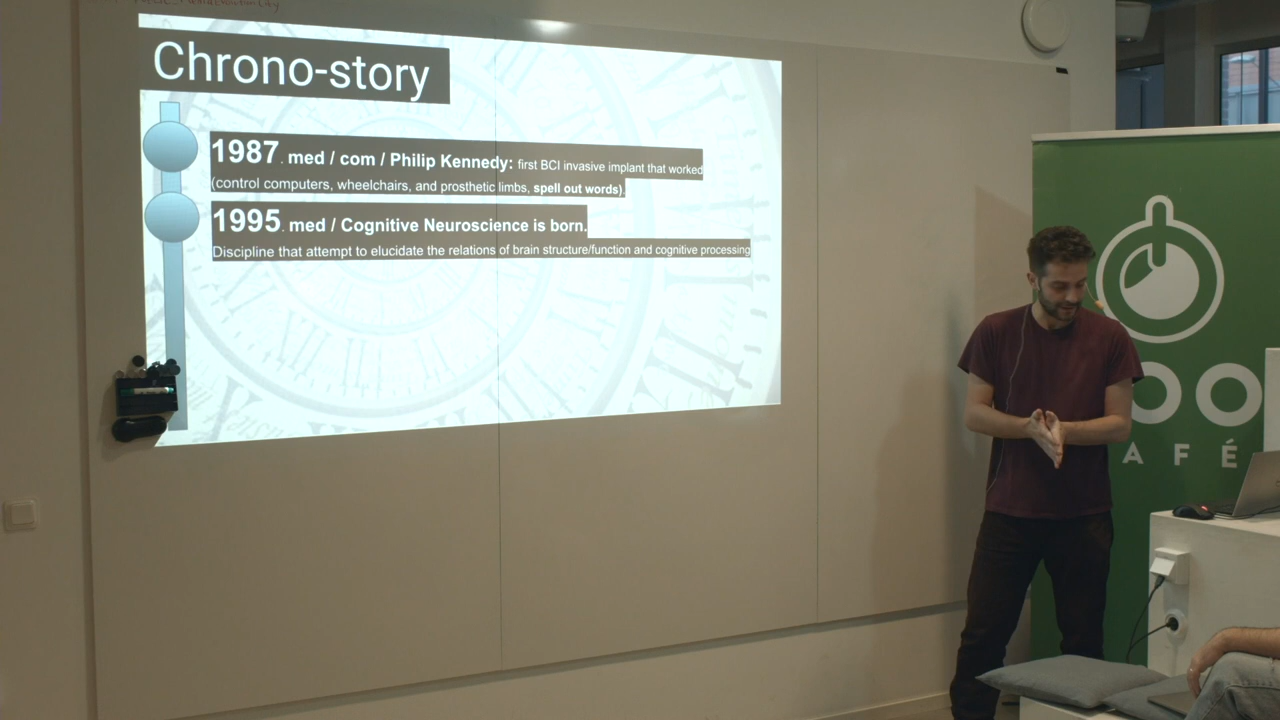 Chrono-story
1987. med / com / Philip Kennedy: first BCI invasive implant that worked
(control computers, wheelchairs, and prosthetic limbs, spell out words).
1995. med / Cognitive Neuroscience is born.
Discipline that attempt to elucidate the relations of brain structure/function and cognitive processing
OO
AFÉ